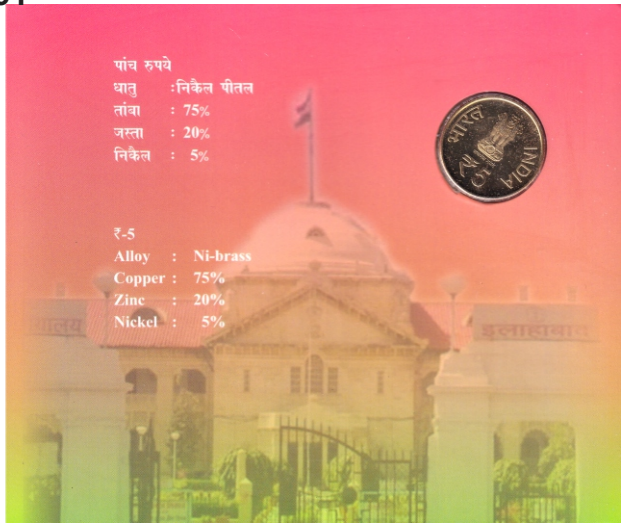 पांच रुपये
धातु :निकैल पीतल
तांबा : 75%
जस्ता : 20%
निकैल : 5%
₹-5
Alloy : Ni-brass
Copper : 75%
Zinc : 20%
Nickel : 5%
भारत
INDIA
₹ 5
यालय
इलाहाबाद